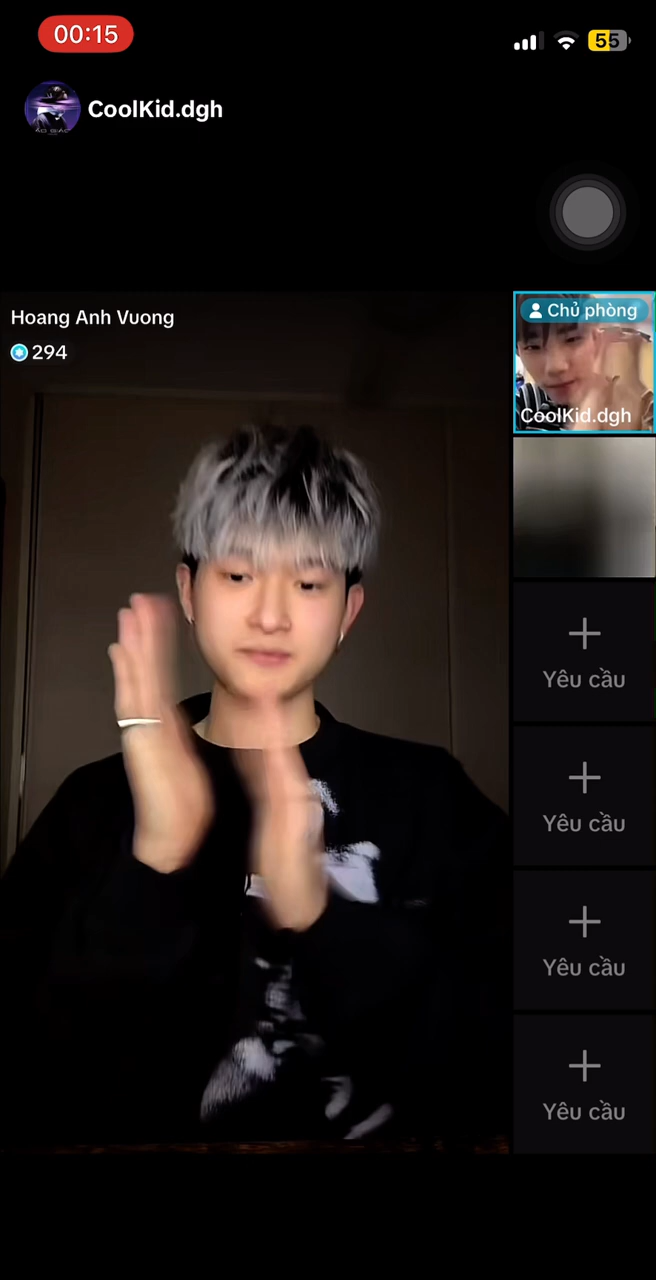 00:15
55
CoolKid.dgh
Hoang Anh Vuong
294
Chủ phòng
CoolKid.dgh
Yêu cầu
Yêu cầu
Yêu cầu
Yêu cầu